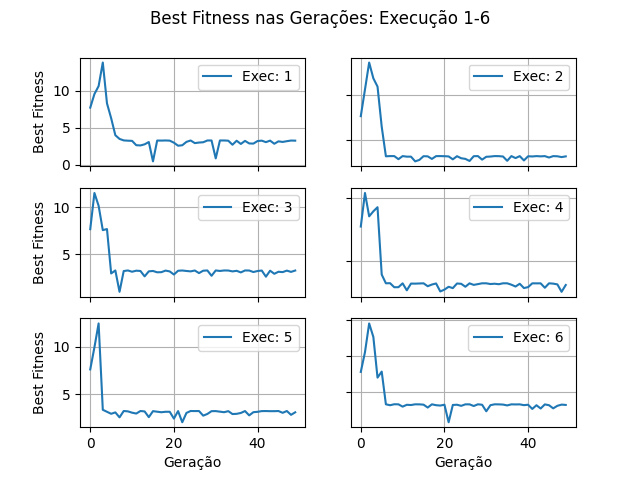 Best Fitness nas Gerações: Execução 1-6
Best Fitness
10
5
0
Exec: 1
Exec: 2
Best Fitness
10
5
Exec: 3
Exec: 4
Best Fitness
10
5
Exec: 5
0
20
40
Geração
Exec: 6
0
20
40
Geração